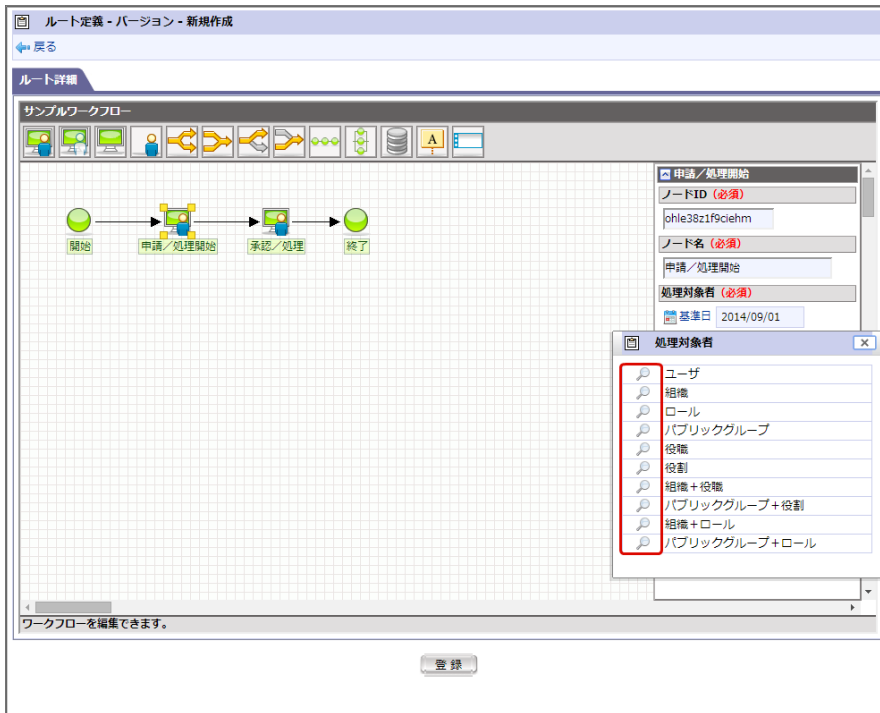 ルート定義 - バージョン - 新規作成
戻る
ルート詳細
サンプルワークフロー
A
申請／処理開始
ノードID (必須)
ohle38z1f9ciehm
ノード名 (必須)
申請／処理開始
処理対象者 (必須)
基準日 2014/09/01
開始 申請／処理開始 承認／処理 終了
処理対象者
ユーザ
組織
ロール
パブリックグループ
役職
役割
組織＋役職
パブリックグループ＋役割
組織＋ロール
パブリックグループ＋ロール
ワークフローを編集できます。
登録